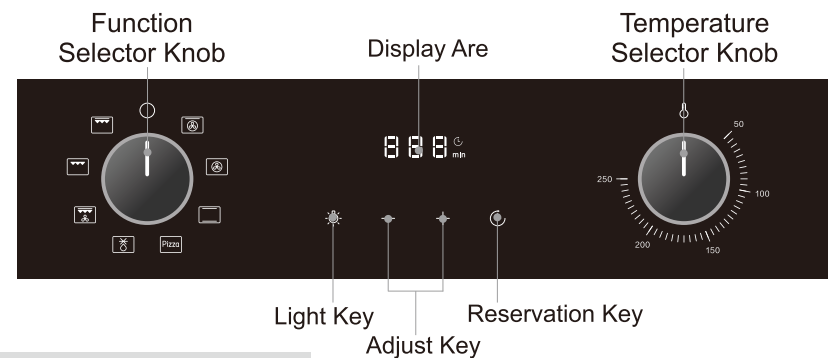 Function
Selector Knob
Display Are
Temperature
Selector Knob
888
min
50
100
150
200
250
Pizza
Light Key
Adjust Key
Reservation Key